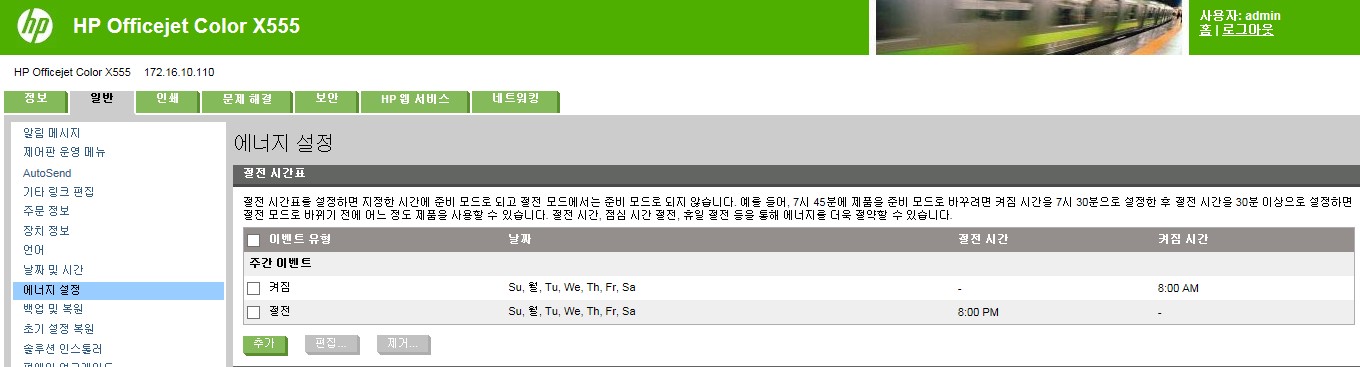 hp
HP Officejet Color X555
사용자: admin
홈 | 로그아웃
HP Officejet Color X555 172.16.10.110
정보 일반 인쇄 문제 해결 보안 HP 웹 서비스 네트워킹
알림 메시지
제어판 운영 메뉴
AutoSend
기타 링크 편집
주문 정보
장치 정보
언어
날짜 및 시간
에너지 설정
백업 및 복원
초기 설정 복원
솔루션 인스톨러
에너지 설정
절전 시간표
절전 시간표를 설정하면 지정한 시간에 준비 모드로 되고 절전 모드에서는 준비 모드로 되지 않습니다. 예를 들어, 7시 45분에 제품을 준비 모드로 바꾸려면 켜짐 시간을 7시 30분으로 설정한 후 절전 시간을 30분 이상으로 설정하면
절전 모드로 바뀌기 전에 어느 정도 제품을 사용할 수 있습니다. 절전 시간, 점심 시간 절전, 휴일 절전 등을 통해 에너지를 더욱 절약할 수 있습니다.
이벤트 유형 날짜 절전 시간 켜짐 시간
주간 이벤트
켜짐 Su, 월, Tu, We, Th, Fr, Sa - 8:00 AM
절전 Su, 월, Tu, We, Th, Fr, Sa 8:00 PM -
추가 편집... 제거...